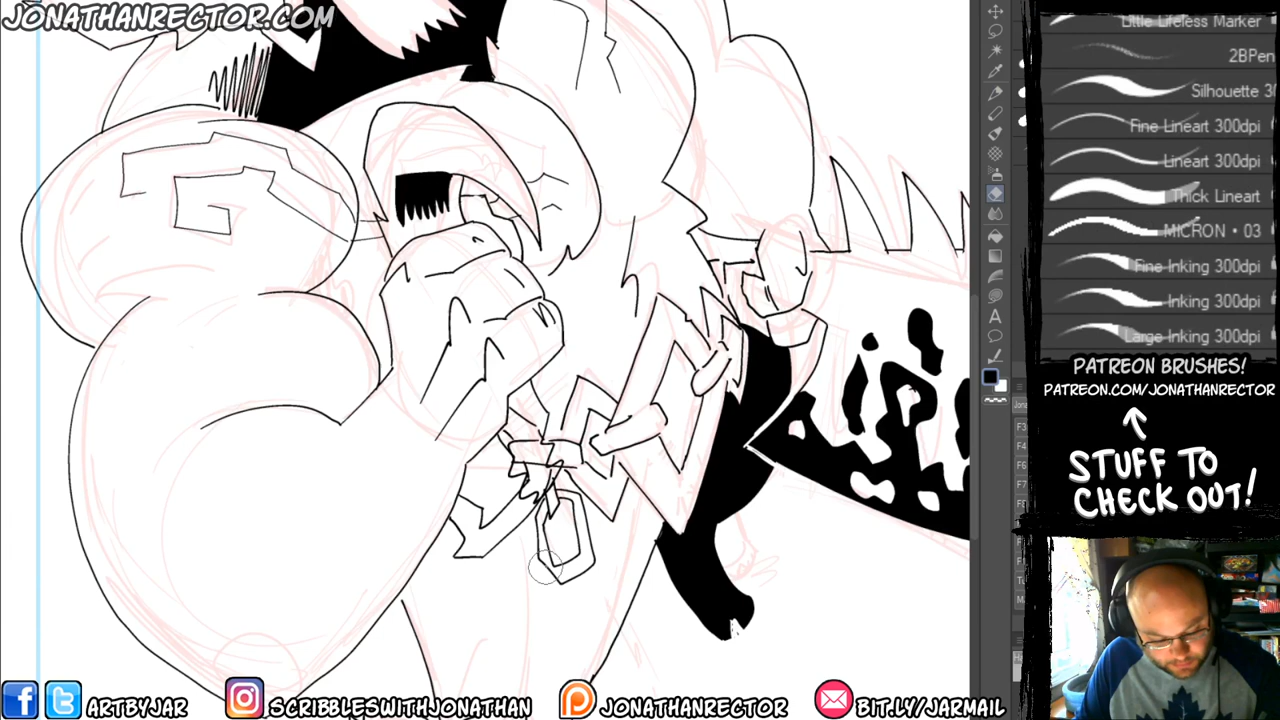 JONATHANRECTOR.COM
Little Lifeless Marker
2BPen
Silhouette 30
Fine Lineart 300dpi
Lineart 300dpi
Thick Lineart
MICRON • 03
Fine Inking 300dpi
Inking 300dpi
Large Inking 300dpi
PATREON BRUSHES!
PATREON.COM/JONATHANRECTOR
STUFF TO
CHECK OUT!
ARTBYJAR
SCRIBBLESWITHJONATHAN
JONATHANRECTOR
BIT.LY/JARMAIL